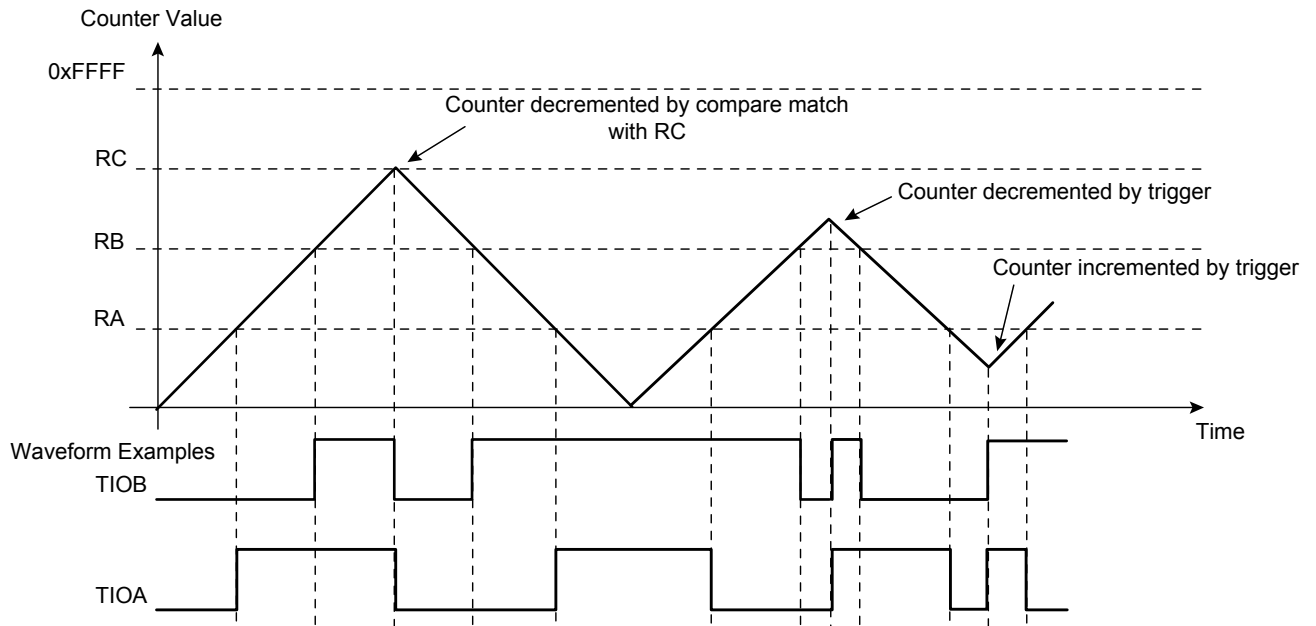 Counter Value
0xFFFF
Counter decremented by compare match
with RC
RC
Counter decremented by trigger
RB
Counter incremented by trigger
RA
Time
Waveform Examples
TIOB
TIOA